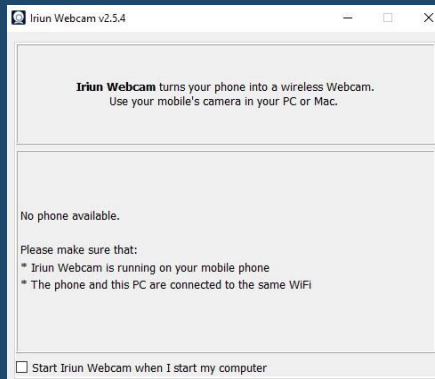 Iriun Webcam v2.5.4
Iriun Webcam turns your phone into a wireless Webcam.
Use your mobile's camera in your PC or Mac.
No phone available.
Please make sure that:
* Iriun Webcam is running on your mobile phone
* The phone and this PC are connected to the same WiFi
Start Iriun Webcam when I start my computer